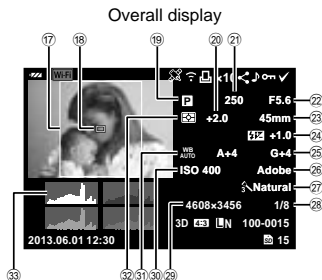 Overall display
⑰ ⑱ ⑲ ⑳ ㉑
Wi-Fi x10
P 250 F5.6 ㉒
+2.0 45mm ㉓
+1.0 ㉔
WB AUTO A+4 G+4 ㉕
ISO 400 Adobe ㉖
Natural ㉗
4608x3456 1/8 ㉘
3D 4:3 LN 100-0015
2013.06.01 12:30 15
㉝ ㉜ ㉛ ㉚ ㉙